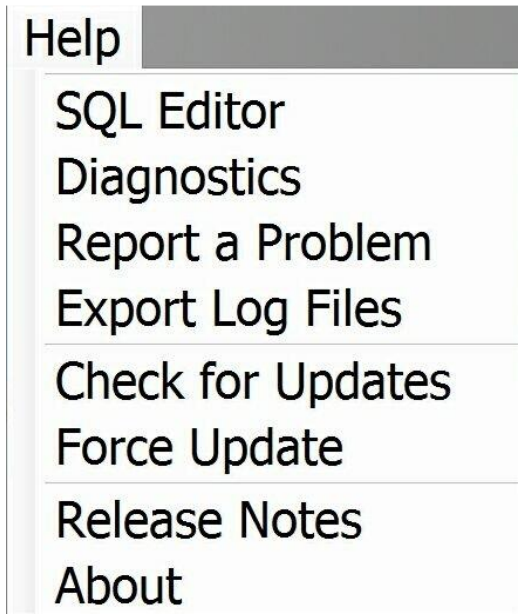 Help
SQL Editor
Diagnostics
Report a Problem
Export Log Files
Check for Updates
Force Update
Release Notes
About